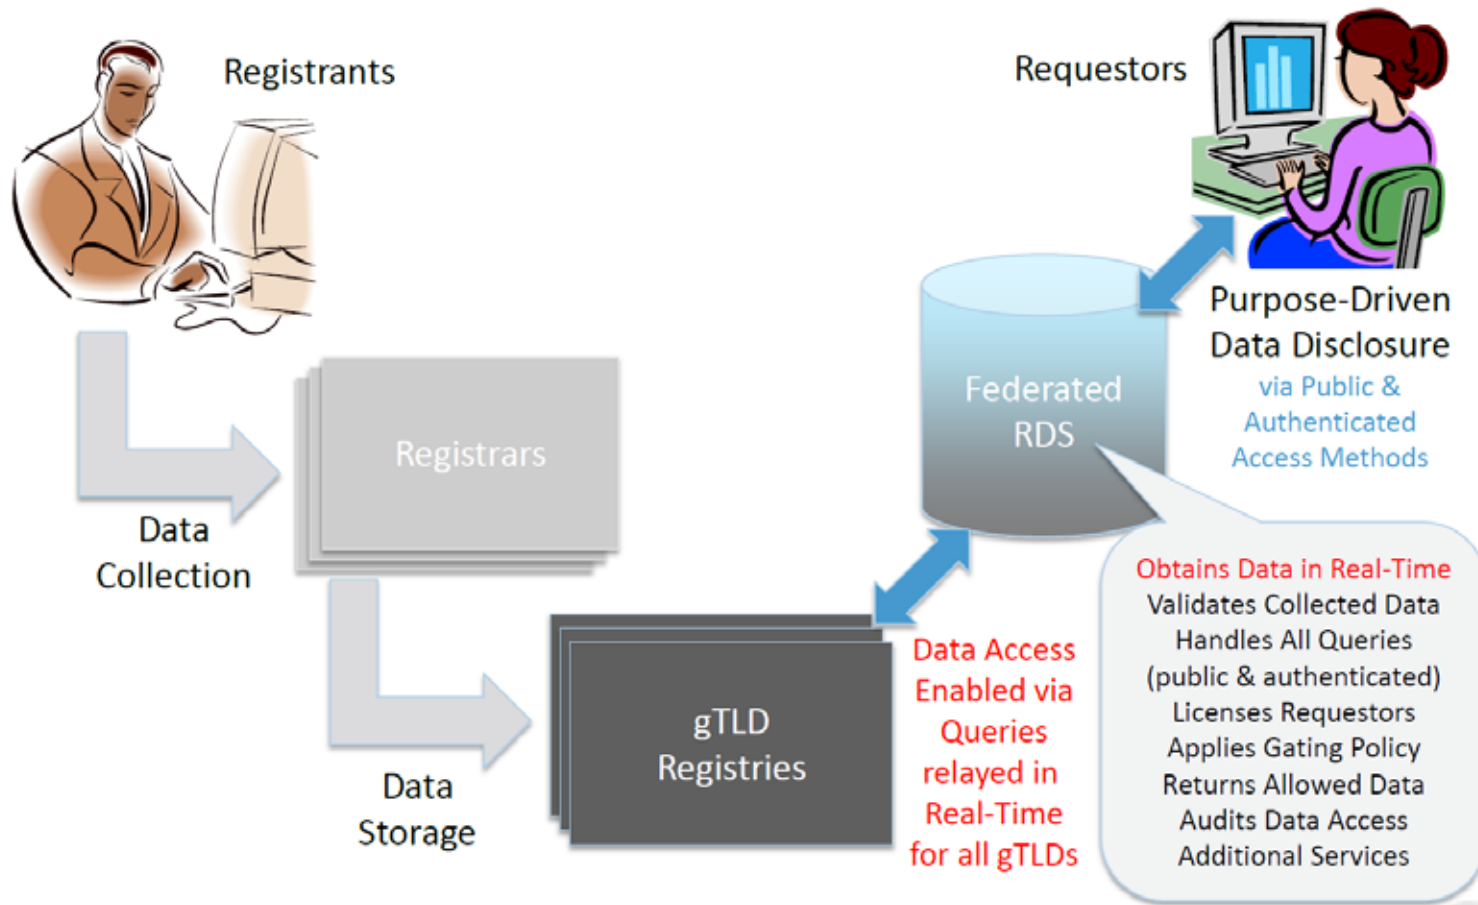 Registrants
Requestors
Purpose-Driven
Data Disclosure
via Public &
Authenticated
Access Methods
Federated
RDS
Registrars
Data
Collection
Obtains Data in Real-Time
Validates Collected Data
Handles All Queries
(public & authenticated)
Licenses Requestors
Applies Gating Policy
Returns Allowed Data
Audits Data Access
Additional Services
Data Access
Enabled via
Queries
relayed in
Real-Time
for all gTLDs
gTLD
Registries
Data
Storage